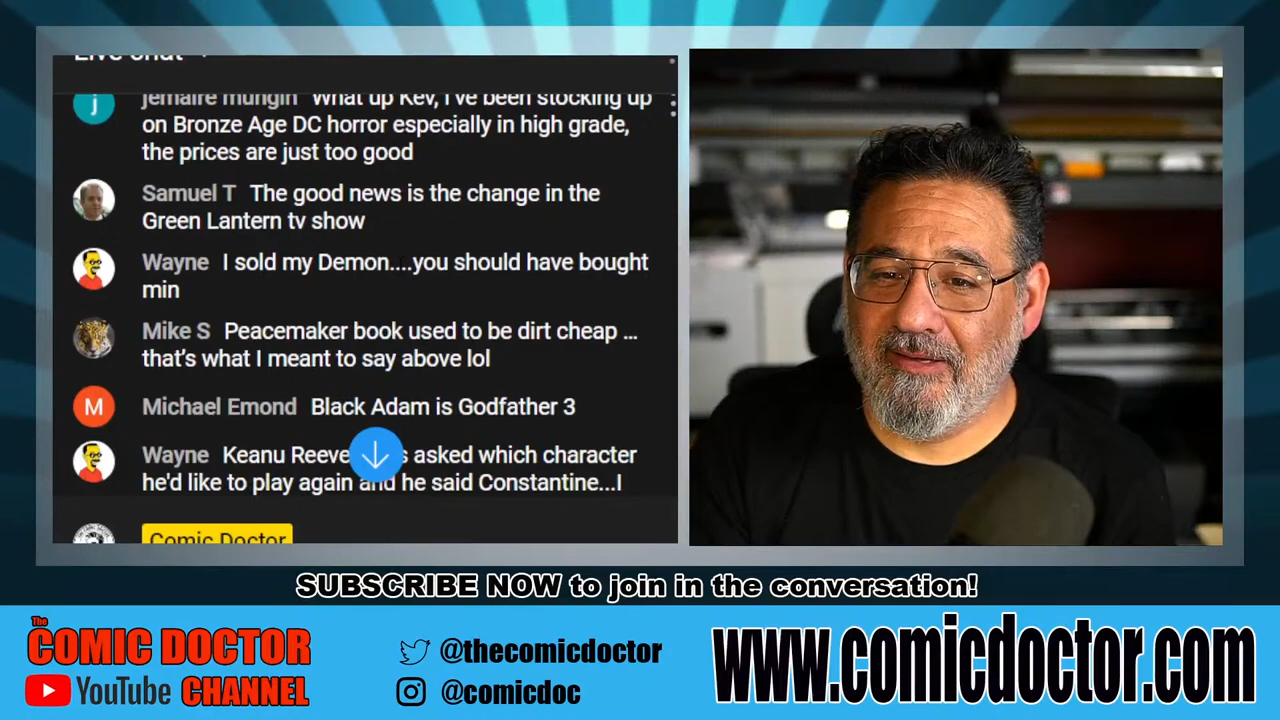 Live chat
j
jemaire mungin What up Kev, I've been stocking up
on Bronze Age DC horror especially in high grade,
the prices are just too good
Samuel T The good news is the change in the
Green Lantern tv show
Wayne I sold my Demon....you should have bought
min
Mike S Peacemaker book used to be dirt cheap ...
that's what I meant to say above lol
M
Michael Emond Black Adam is Godfather 3
Wayne Keanu Reeve asked which character
he'd like to play again and he said Constantine...I
Comic Doctor
SUBSCRIBE NOW to join in the conversation!
The
COMIC DOCTOR
YouTube CHANNEL
@thecomicdoctor
@comicdoc
www.comicdoctor.com